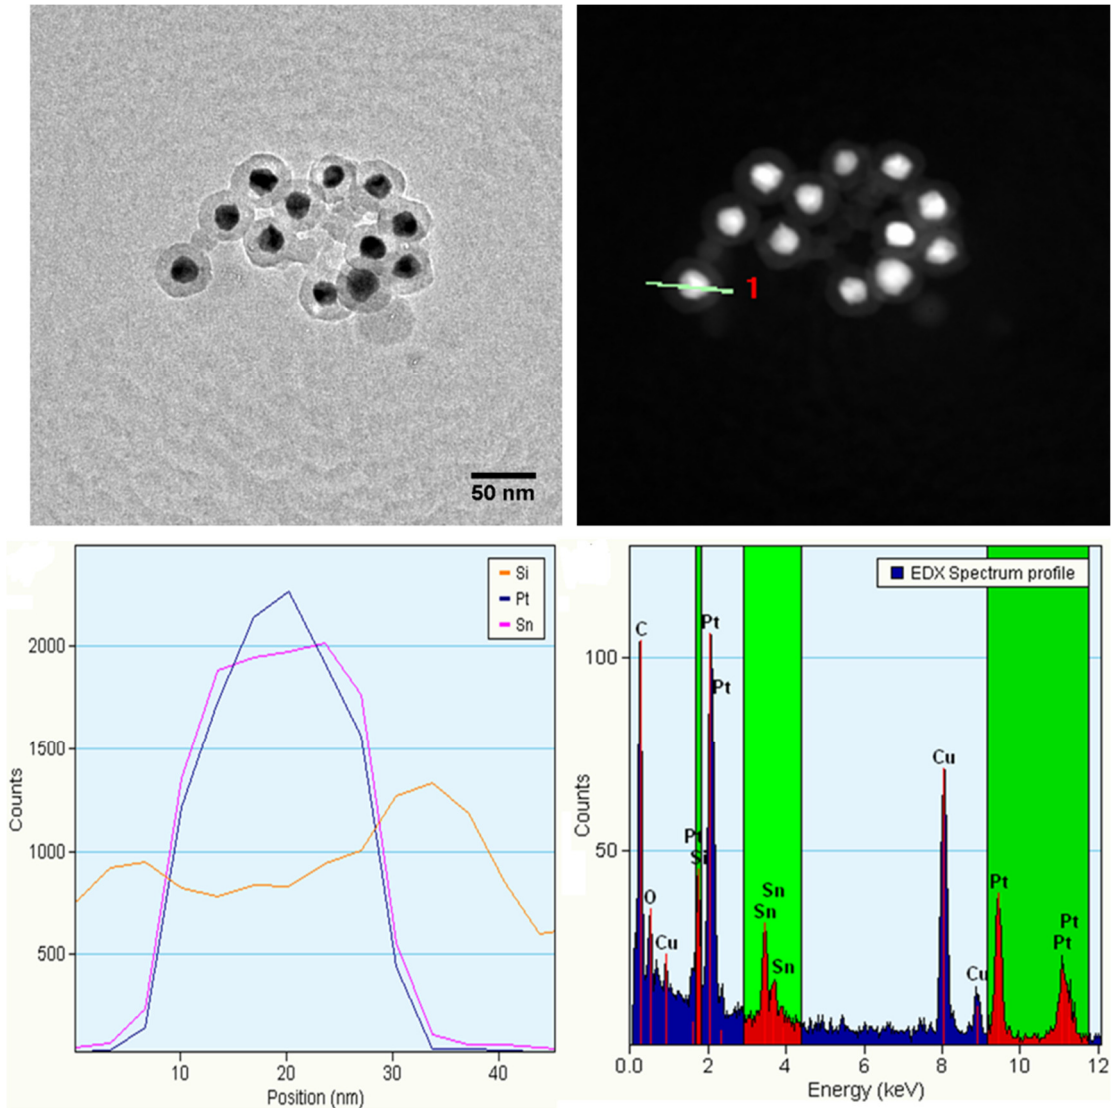 1
50 nm
Si
Pt
Sn
2000
1500
1000
500
Counts
10
20
30
40
Position (nm)
EDX Spectrum profile
C
Pt
Pt
100
Cu
Counts
Pt
Si
50
O
Cu
Sn
Sn
Sn
Cu
Pt
Pt
Pt
0.0
2
4
6
8
10
12
Energy (keV)